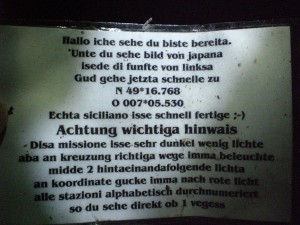 Hallo iche sehe du biste bereita.
Unte du sehe bild von japana
isede di funfte von linksa
Gud gehe jetzta schnelle zu
N 49*16.768
O 007*05.530
Echta siciliano isse schnell fertige ;-)
Achtung wichtiga hinwais
Disa missione isse sehr dunkel wenig lichte
aba an kreuzung richtiga wege imma beleuchte
midde 2 hintaeinandafolgende lichta
an koordinate gucke imma nach rote licht
alle stazioni alphabetisch durchnumeriert
so du sehe direkt ob 1 vegess